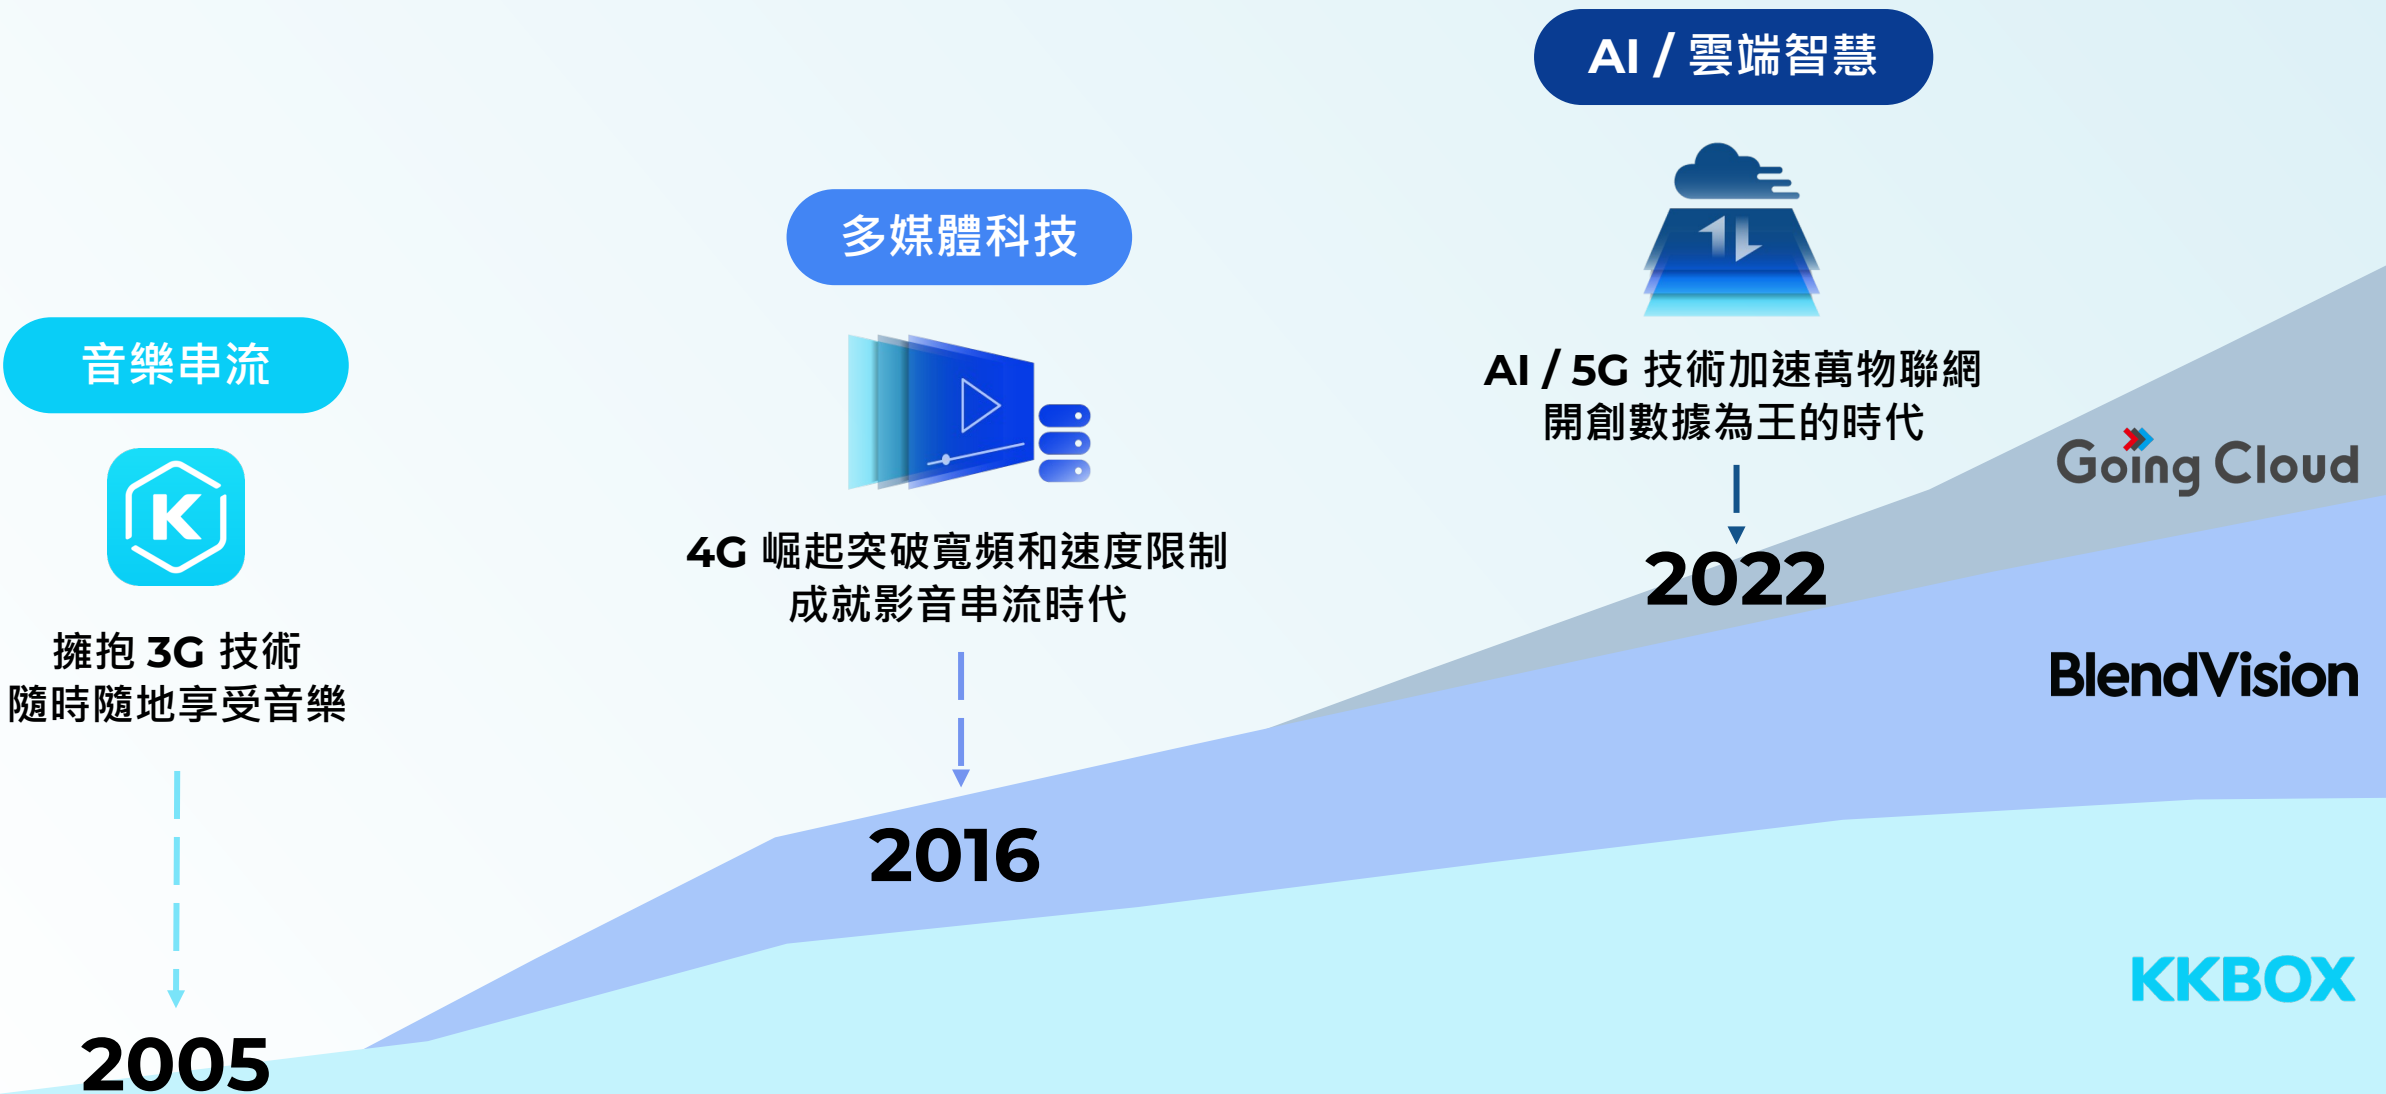 音樂串流
K
擁抱 3G 技術
隨時隨地享受音樂
2005
多媒體科技
4G 崛起突破寬頻和速度限制
成就影音串流時代
2016
AI / 雲端智慧
AI / 5G 技術加速萬物聯網
開創數據為王的時代
2022
Going Cloud
BlendVision
KKBOX